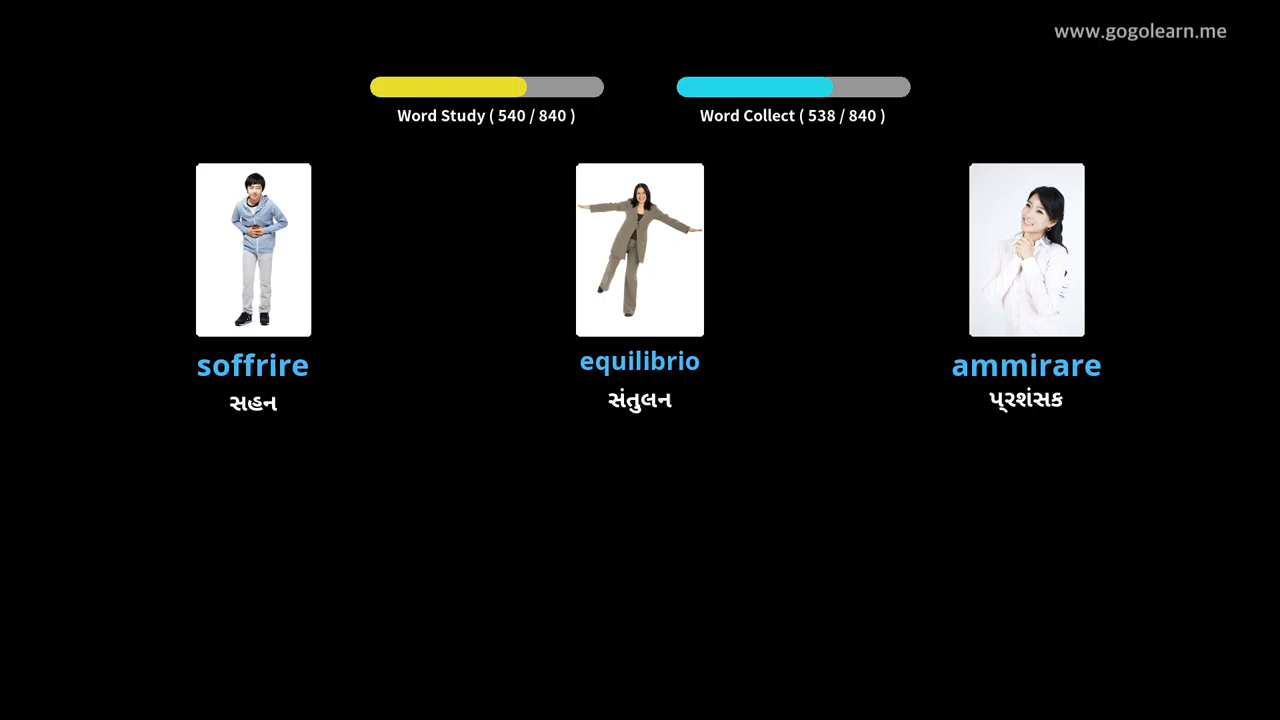 www.gogolearn.me
Word Study ( 540 / 840 )
Word Collect ( 538 / 840 )
soffrire
equilibrio
ammirare
સહન
સંતુલન
પ્રશંસક